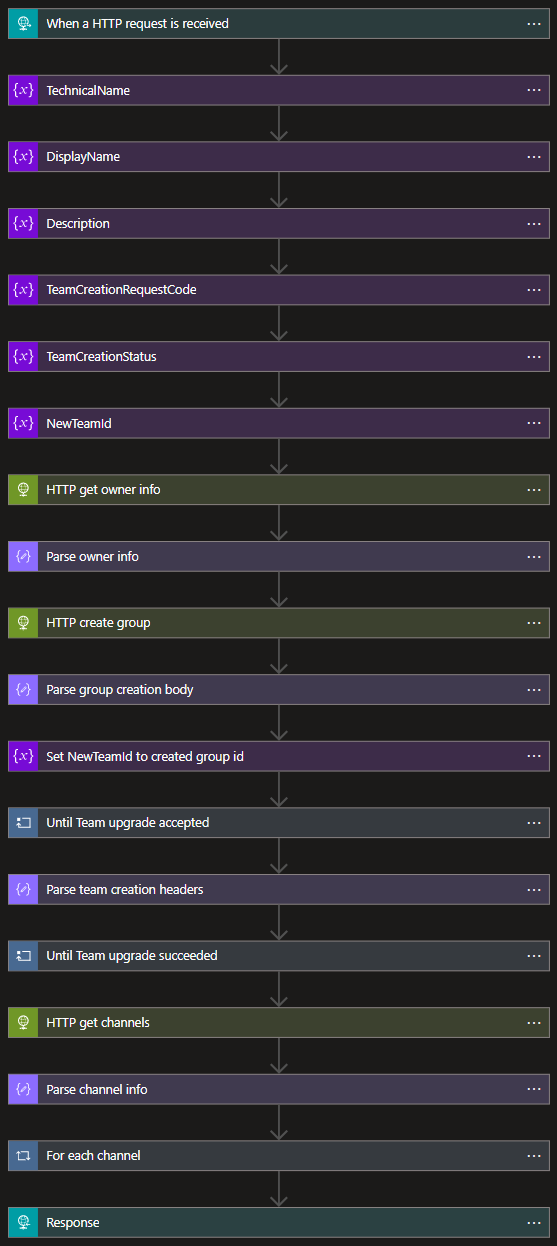 When a HTTP request is received
{x} TechnicalName
{x} DisplayName
{x} Description
{x} TeamCreationRequestCode
{x} TeamCreationStatus
{x} NewTeamId
HTTP get owner info
Parse owner info
HTTP create group
Parse group creation body
{x} Set NewTeamId to created group id
Until Team upgrade accepted
Parse team creation headers
Until Team upgrade succeeded
HTTP get channels
Parse channel info
For each channel
Response